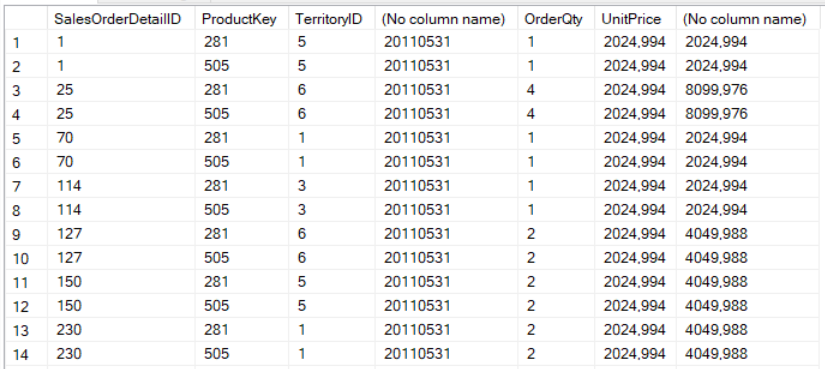 SalesOrderDetailID ProductKey TerritoryID (No column name) OrderQty UnitPrice (No column name)
1 1 281 5 20110531 1 2024,994 2024,994
2 1 505 5 20110531 1 2024,994 2024,994
3 25 281 6 20110531 4 2024,994 8099,976
4 25 505 6 20110531 4 2024,994 8099,976
5 70 281 1 20110531 1 2024,994 2024,994
6 70 505 1 20110531 1 2024,994 2024,994
7 114 281 3 20110531 1 2024,994 2024,994
8 114 505 3 20110531 1 2024,994 2024,994
9 127 281 6 20110531 2 2024,994 4049,988
10 127 505 6 20110531 2 2024,994 4049,988
11 150 281 5 20110531 2 2024,994 4049,988
12 150 505 5 20110531 2 2024,994 4049,988
13 230 281 1 20110531 2 2024,994 4049,988
14 230 505 1 20110531 2 2024,994 4049,988